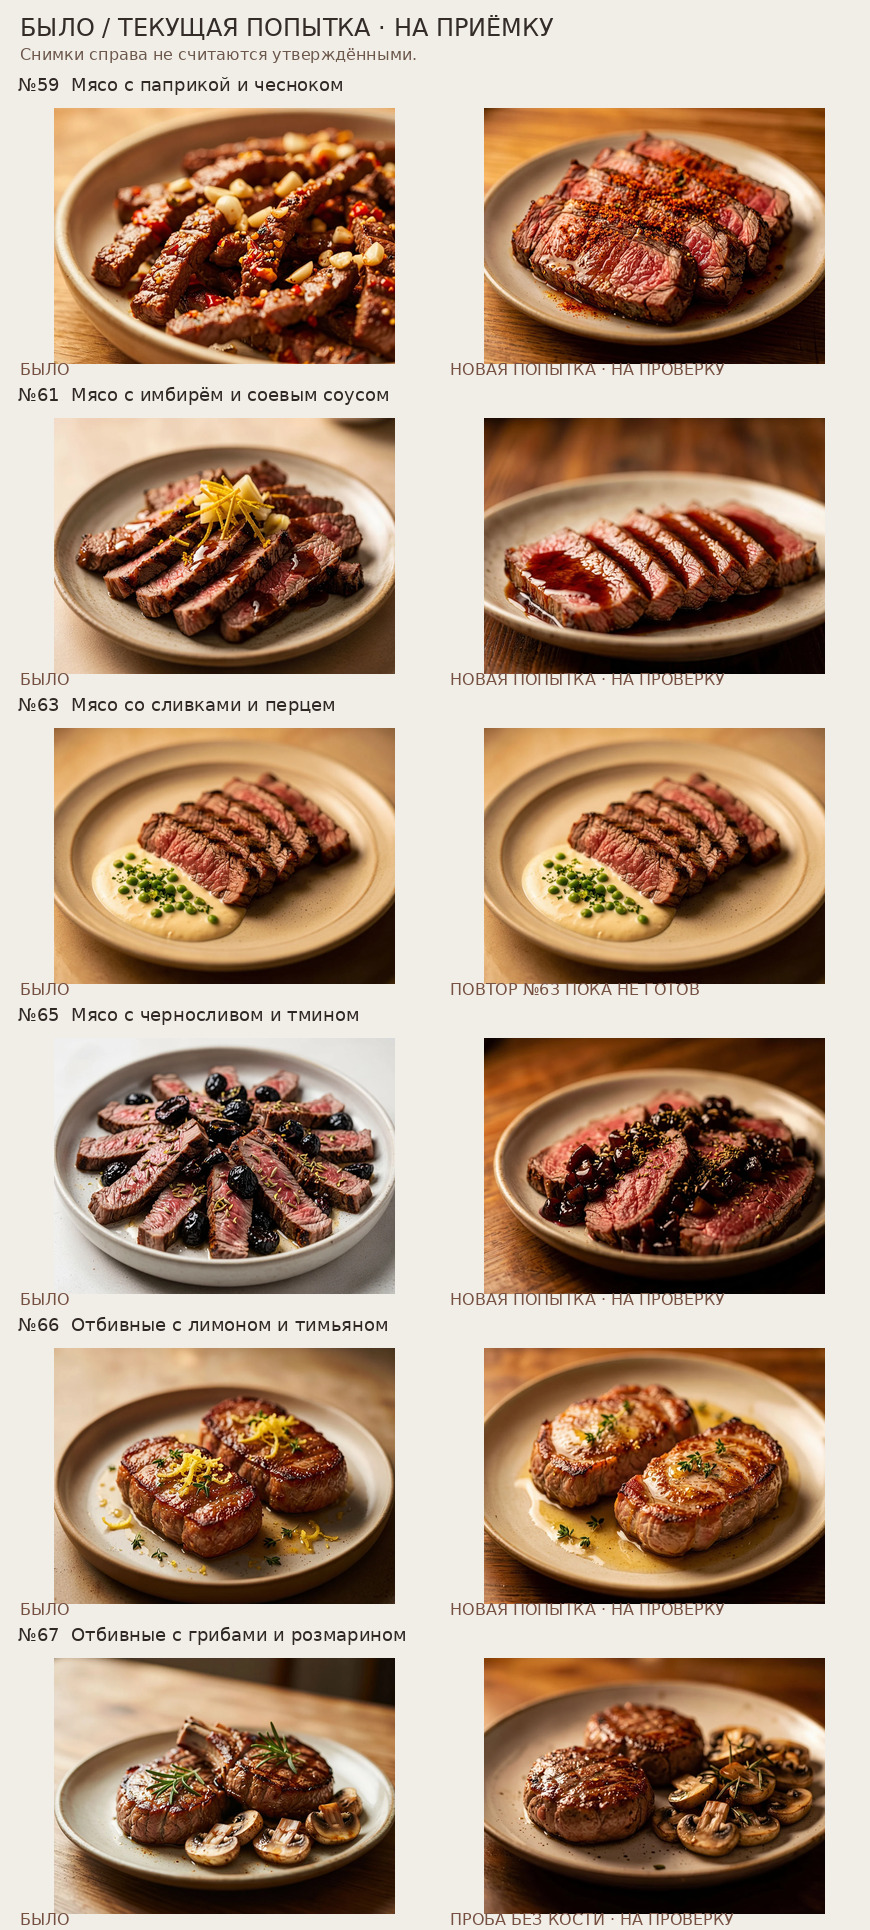 БЫЛО / ТЕКУЩАЯ ПОПЫТКА · НА ПРИЁМКУ
Снимки справа не считаются утверждёнными.
№59 Мясо с паприкой и чесноком
БЫЛО
НОВАЯ ПОПЫТКА · НА ПРОВЕРКУ
№61 Мясо с имбирём и соевым соусом
БЫЛО
НОВАЯ ПОПЫТКА · НА ПРОВЕРКУ
№63 Мясо со сливками и перцем
БЫЛО
ПОВТОР №63 ПОКА НЕ ГОТОВ
№65 Мясо с черносливом и тмином
БЫЛО
НОВАЯ ПОПЫТКА · НА ПРОВЕРКУ
№66 Отбивные с лимоном и тимьяном
БЫЛО
НОВАЯ ПОПЫТКА · НА ПРОВЕРКУ
№67 Отбивные с грибами и розмарином
БЫЛО
ПРОБА БЕЗ КОСТИ · НА ПРОВЕРКУ